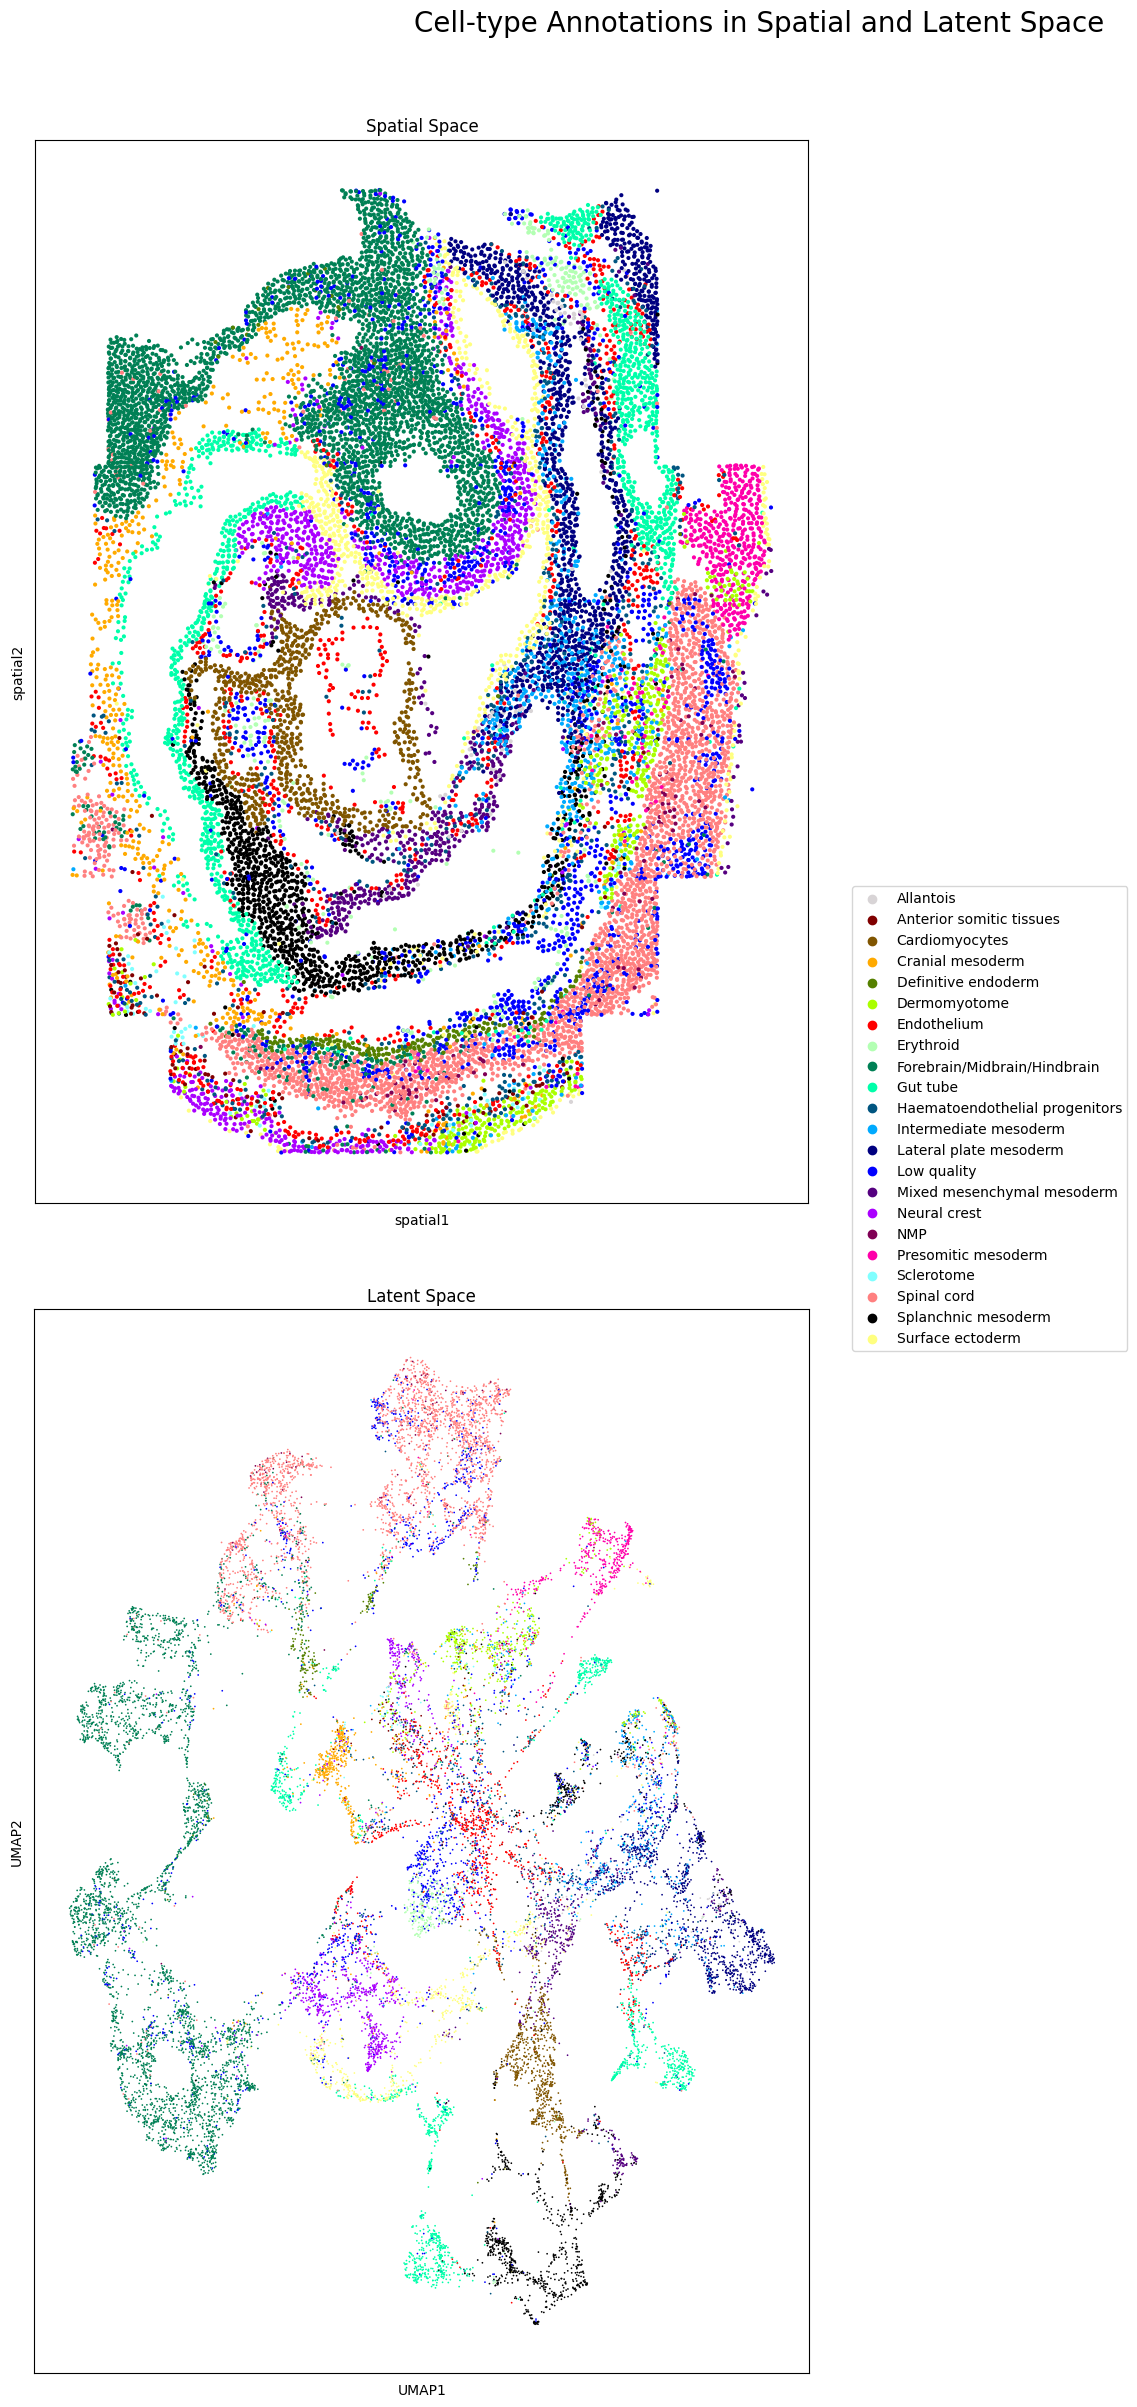 Cell-type Annotations in Spatial and Latent Space
Spatial Space
spatial2
spatial1
Allantois
Anterior somitic tissues
Cardiomyocytes
Cranial mesoderm
Definitive endoderm
Dermomyotome
Endothelium
Erythroid
Forebrain/Midbrain/Hindbrain
Gut tube
Haematoendothelial progenitors
Intermediate mesoderm
Lateral plate mesoderm
Low quality
Mixed mesenchymal mesoderm
Neural crest
NMP
Presomitic mesoderm
Sclerotome
Spinal cord
Splanchnic mesoderm
Surface ectoderm
Latent Space
UMAP2
UMAP1